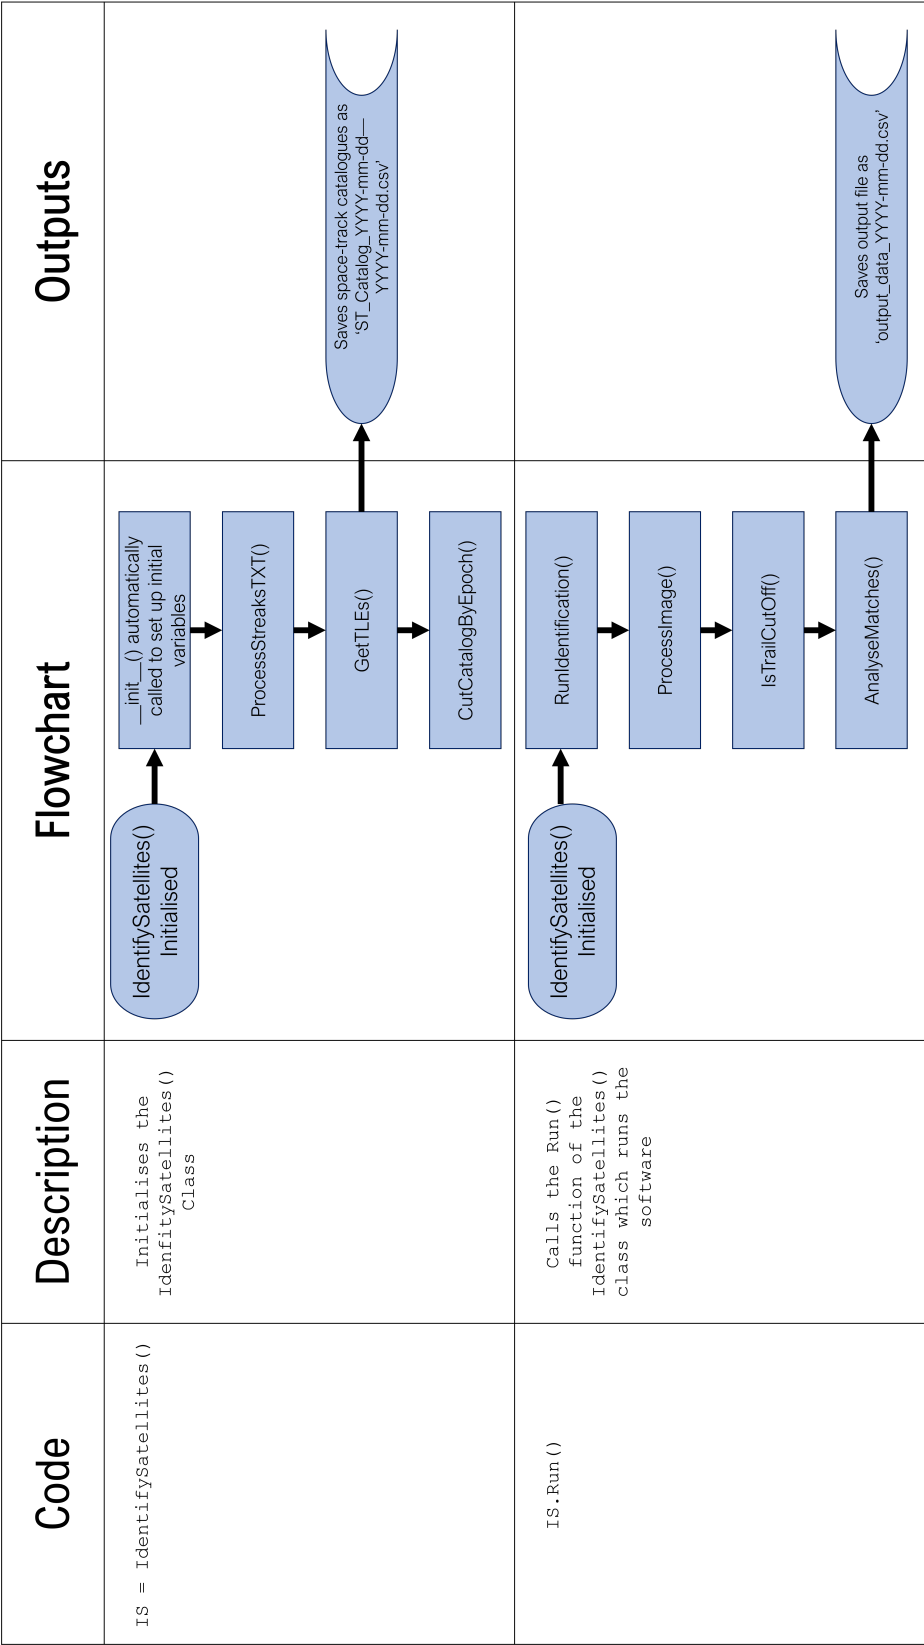 Code
Description
Flowchart
Outputs
IS = IdentifySatellites()
Initialises the
IdenfitySatellites()
Class
IdentifySatellites()
Initialised
__init__() automatically
called to set up initial
variables
ProcessStreaksTXT()
GetTLEs()
CutCatalogByEpoch()
Saves space-track catalogues as
‘ST_Catalog_YYYY-mm-dd—
YYYY-mm-dd.csv’
IS.Run()
Calls the Run()
function of the
IdentifySatellites()
class which runs the
software
IdentifySatellites()
Initialised
RunIdentification()
ProcessImage()
IsTrailCutOff()
AnalyseMatches()
Saves output file as
‘output_data_YYYY-mm-dd.csv’